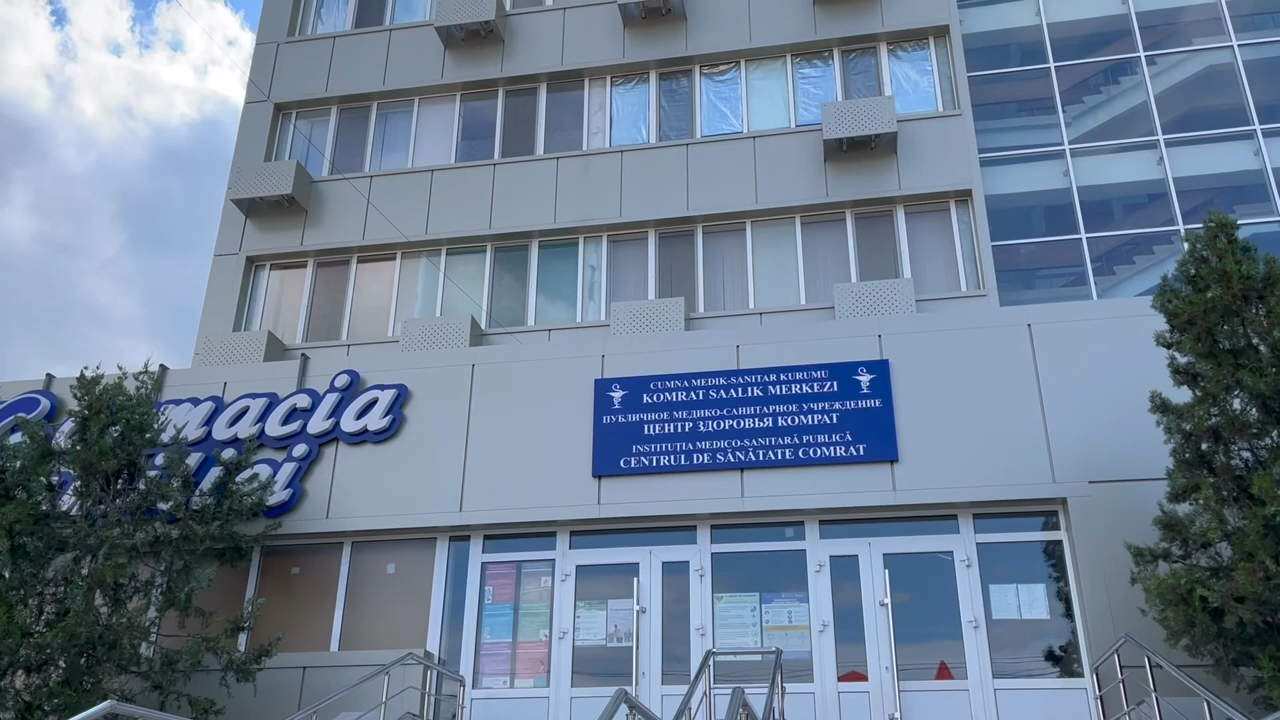 CUMNA MEDIK-SANITAR KURUMU
KOMRAT SAALIK MERKEZI
ПУБЛИЧНОЕ МЕДИКО-САНИТАРНОЕ УЧРЕЖДЕНИЕ
ЦЕНТР ЗДОРОВЬЯ КОМРАТ
INSTITUȚIA MEDICO-SANITARĂ PUBLICĂ
CENTRUL DE SĂNĂTATE COMRAT
Farmacia